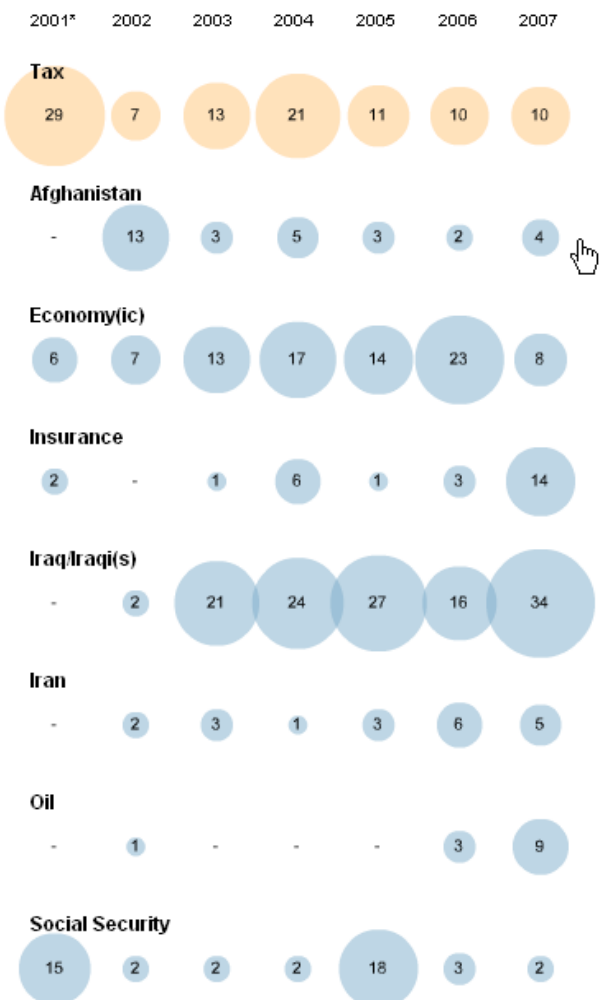 2001* 2002 2003 2004 2005 2006 2007
Tax
29 7 13 21 11 10 10
Afghanistan
- 13 3 5 3 2 4
Economy(ic)
6 7 13 17 14 23 8
Insurance
2 - 1 6 1 3 14
Iraq/Iraqi(s)
- 2 21 24 27 16 34
Iran
- 2 3 1 3 6 5
Oil
- 1 - - - 3 9
Social Security
15 2 2 2 18 3 2